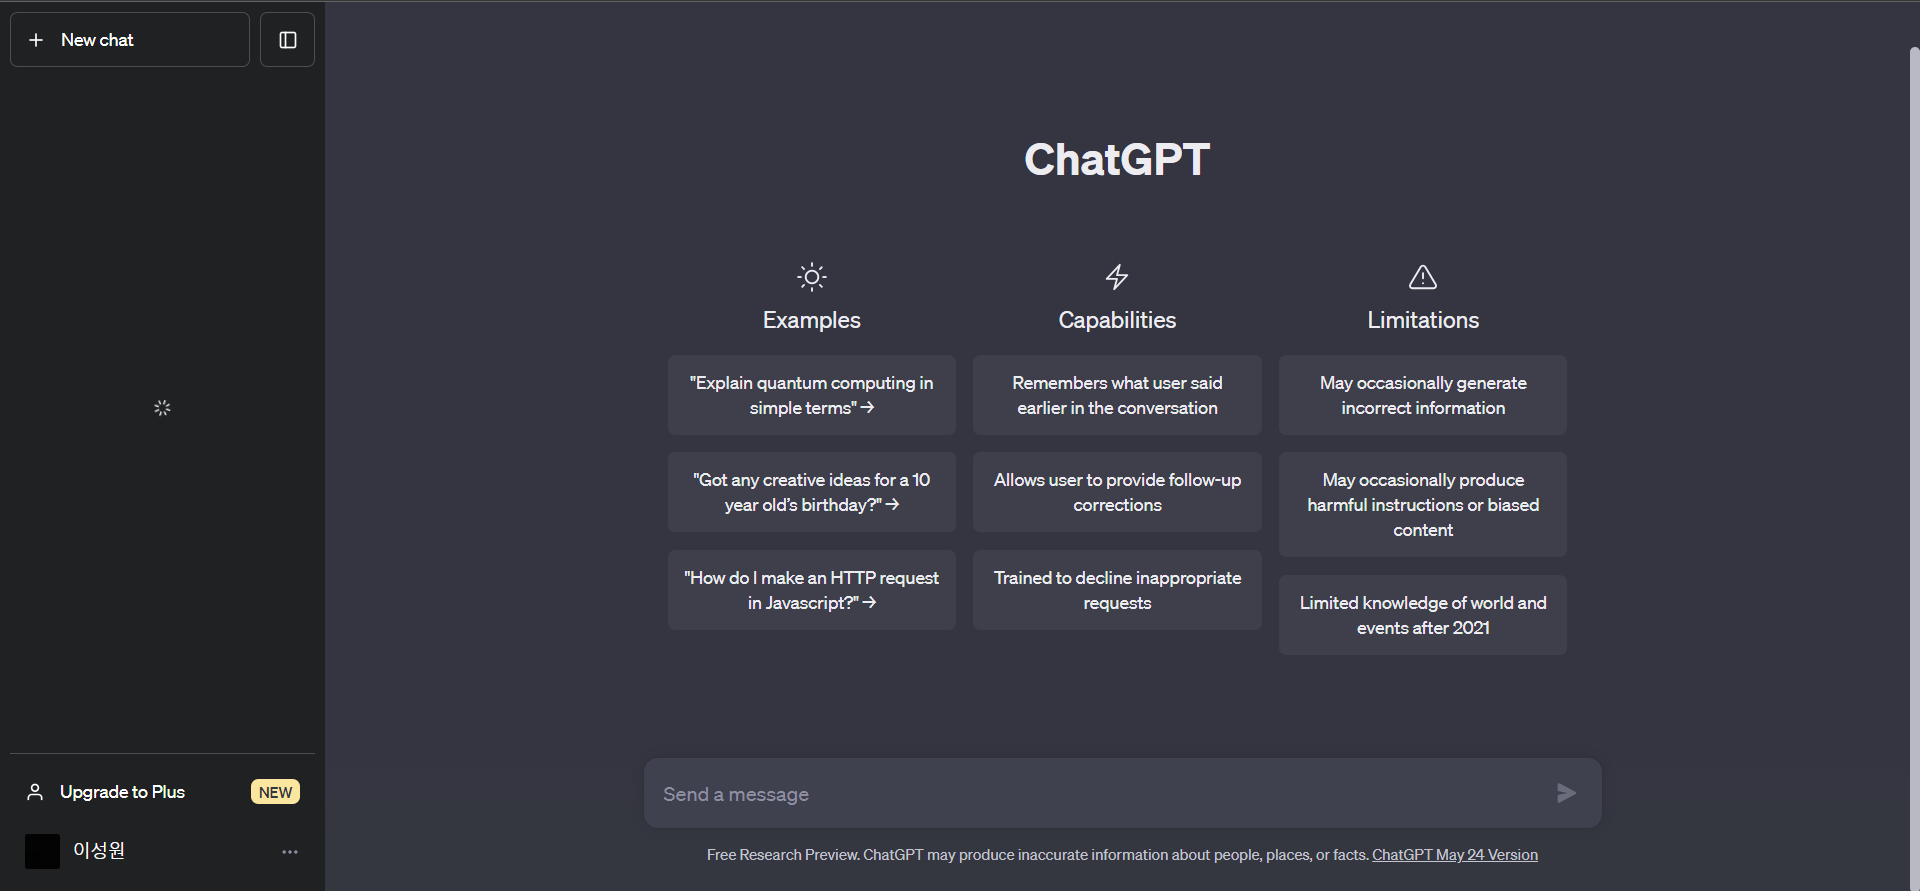 New chat
ChatGPT
Examples
"Explain quantum computing in
simple terms" →
"Got any creative ideas for a 10
year old’s birthday?" →
"How do I make an HTTP request
in Javascript?" →
Capabilities
Remembers what user said
earlier in the conversation
Allows user to provide follow-up
corrections
Trained to decline inappropriate
requests
Limitations
May occasionally generate
incorrect information
May occasionally produce
harmful instructions or biased
content
Limited knowledge of world and
events after 2021
Upgrade to Plus NEW
이성원
Send a message
Free Research Preview. ChatGPT may produce inaccurate information about people, places, or facts. ChatGPT May 24 Version